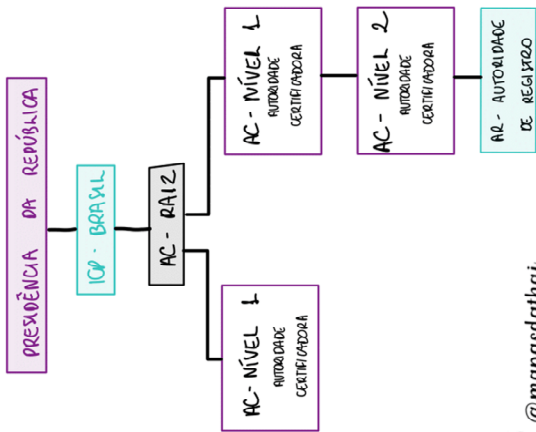 PRESIDÊNCIA DA REPÚBLICA
ICP - BRASIL
AC - RAIZ
AC - NÍVEL 1
AUTORIDADE
CERTIFICADORA
AC - NÍVEL 1
AUTORIDADE
CERTIFICADORA
AC - NÍVEL 2
AUTORIDADE
CERTIFICADORA
AR - AUTORIDADE
DE REGISTRO
@mapasdathai